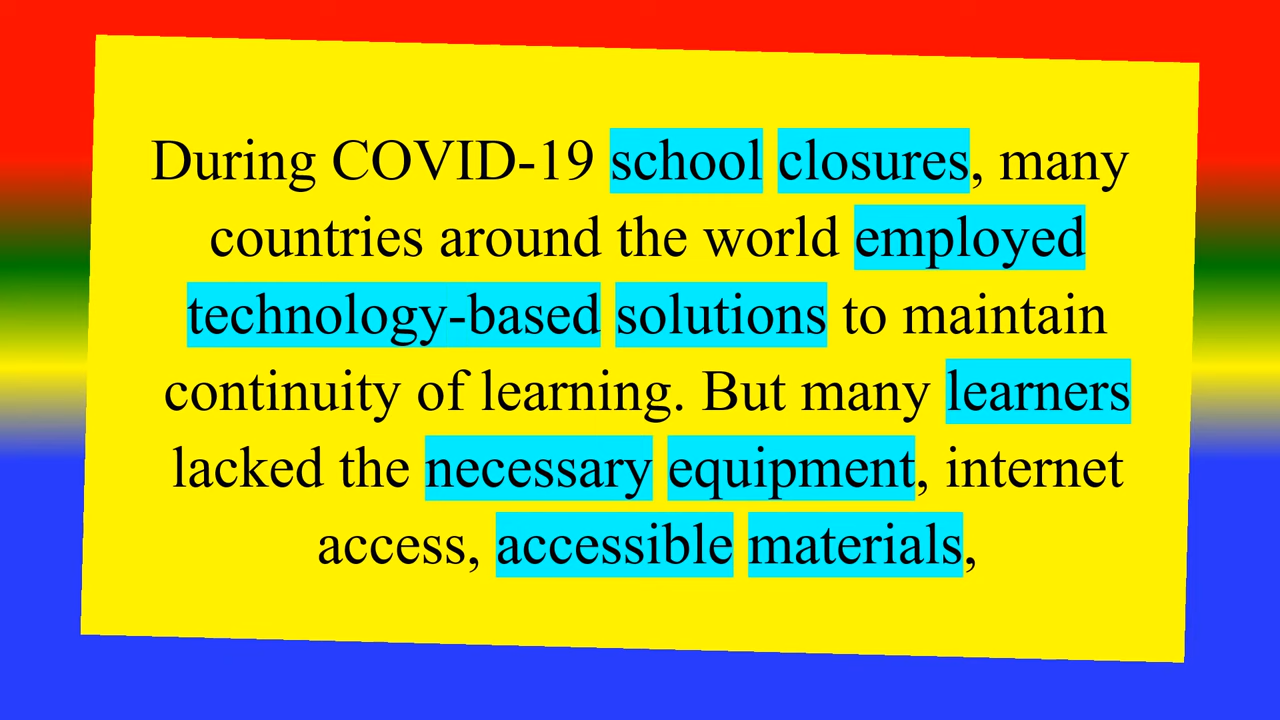 During COVID-19 school closures, many
countries around the world employed
technology-based solutions to maintain
continuity of learning. But many learners
lacked the necessary equipment, internet
access, accessible materials,